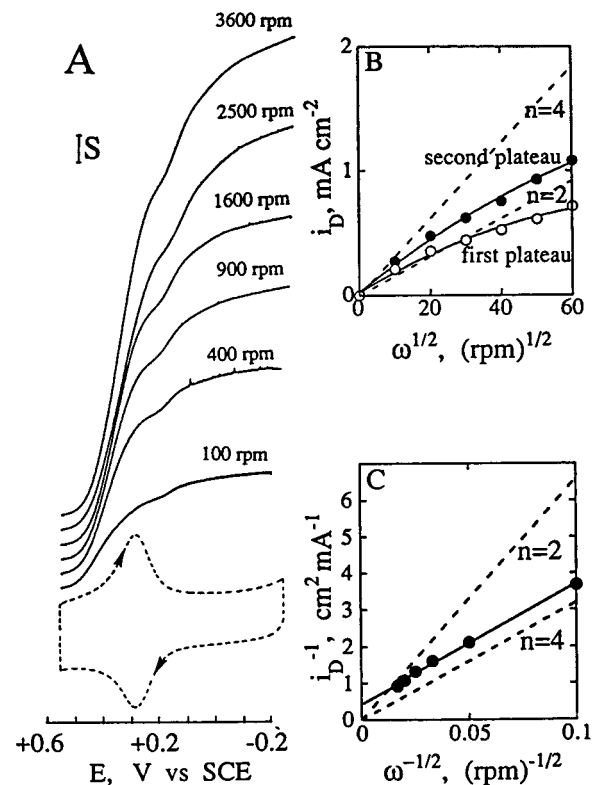 A
3600 rpm
S
2500 rpm
1600 rpm
900 rpm
400 rpm
100 rpm
+0.6 +0.2 -0.2
E, V vs SCE
B
2
1
0
i_D, mA cm^-2
n=4
second plateau
n=2
first plateau
0 20 40 60
ω^1/2, (rpm)^1/2
C
6
5
4
3
2
1
0
i_D^-1, cm^2 mA^-1
n=2
n=4
0 0.05 0.1
ω^-1/2, (rpm)^-1/2